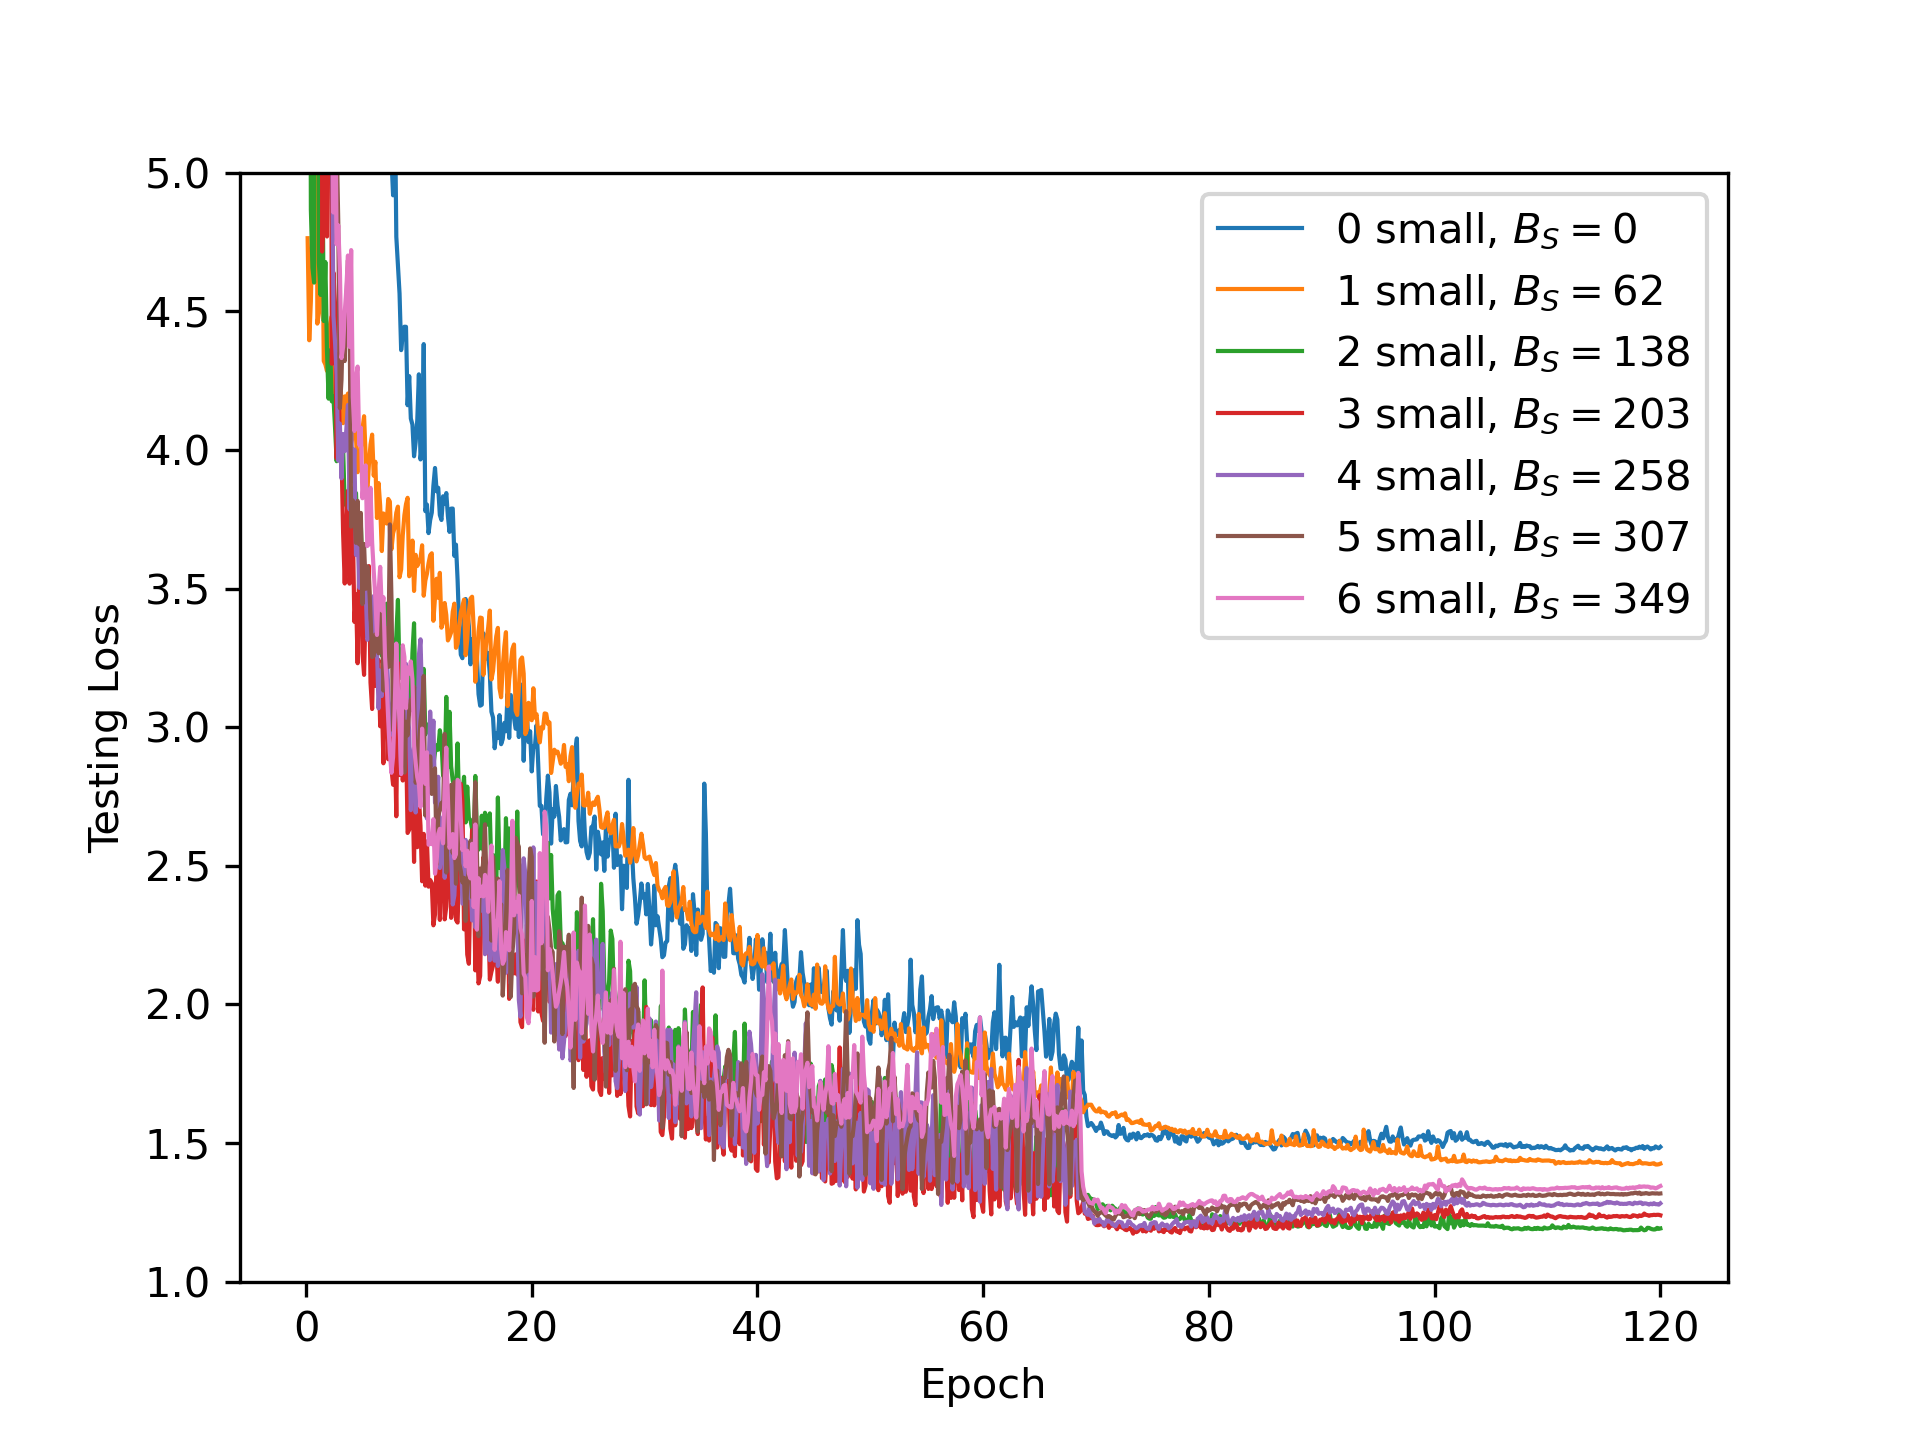 5.0
4.5
4.0
3.5
3.0
2.5
2.0
1.5
1.0
Testing Loss
0 small, B_S = 0
1 small, B_S = 62
2 small, B_S = 138
3 small, B_S = 203
4 small, B_S = 258
5 small, B_S = 307
6 small, B_S = 349
0 20 40 60 80 100 120
Epoch